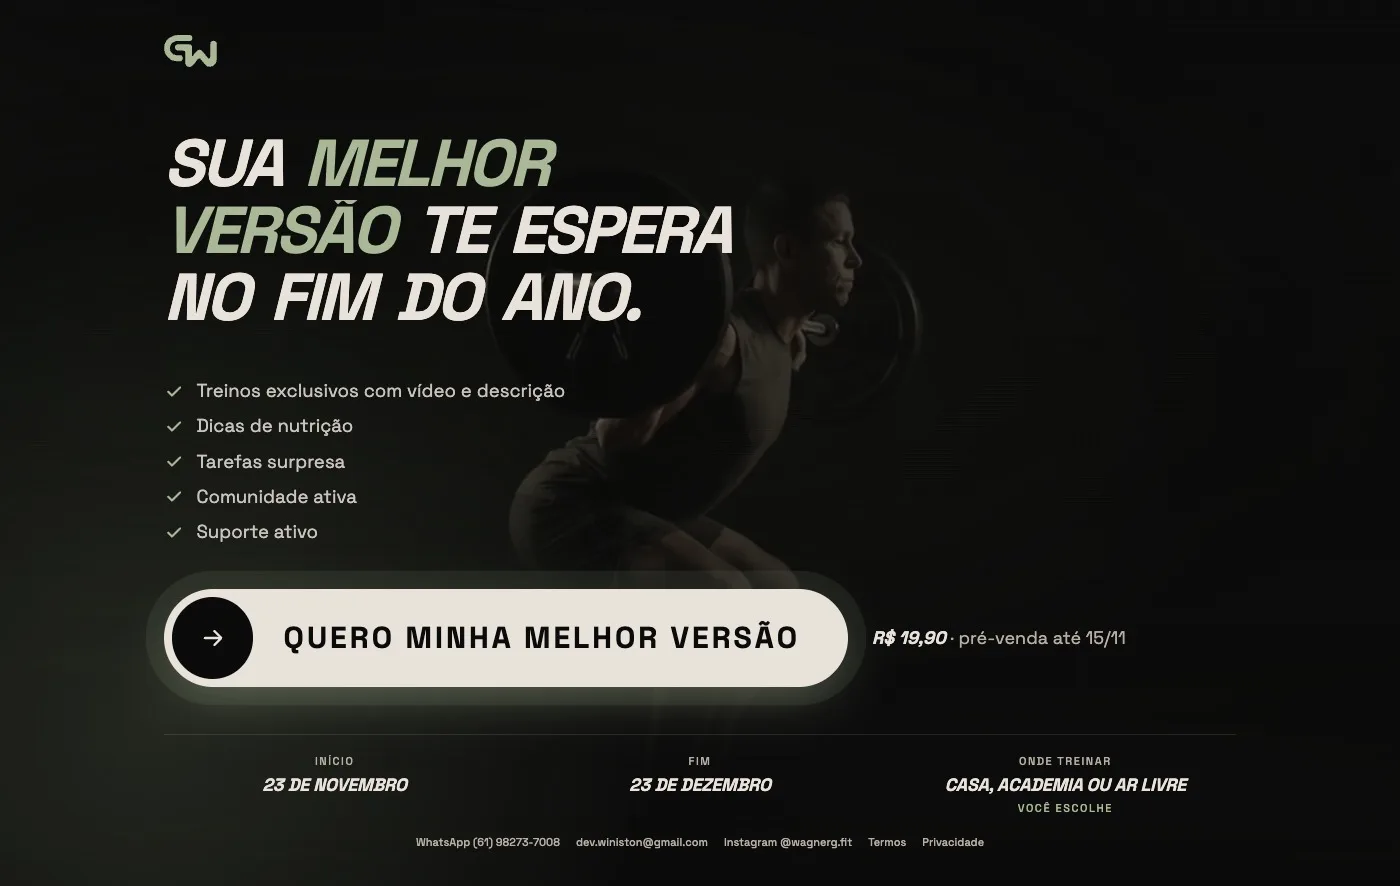 GW
SUA MELHOR
VERSÃO TE ESPERA
NO FIM DO ANO.
Treinos exclusivos com vídeo e descrição
Dicas de nutrição
Tarefas surpresa
Comunidade ativa
Suporte ativo
QUERO MINHA MELHOR VERSÃO
R$ 19,90 · pré-venda até 15/11
INÍCIO
23 DE NOVEMBRO
FIM
23 DE DEZEMBRO
ONDE TREINAR
CASA, ACADEMIA OU AR LIVRE
VOCÊ ESCOLHE
WhatsApp (61) 98273-7008 dev.winiston@gmail.com Instagram @wagnerg.fit Termos Privacidade